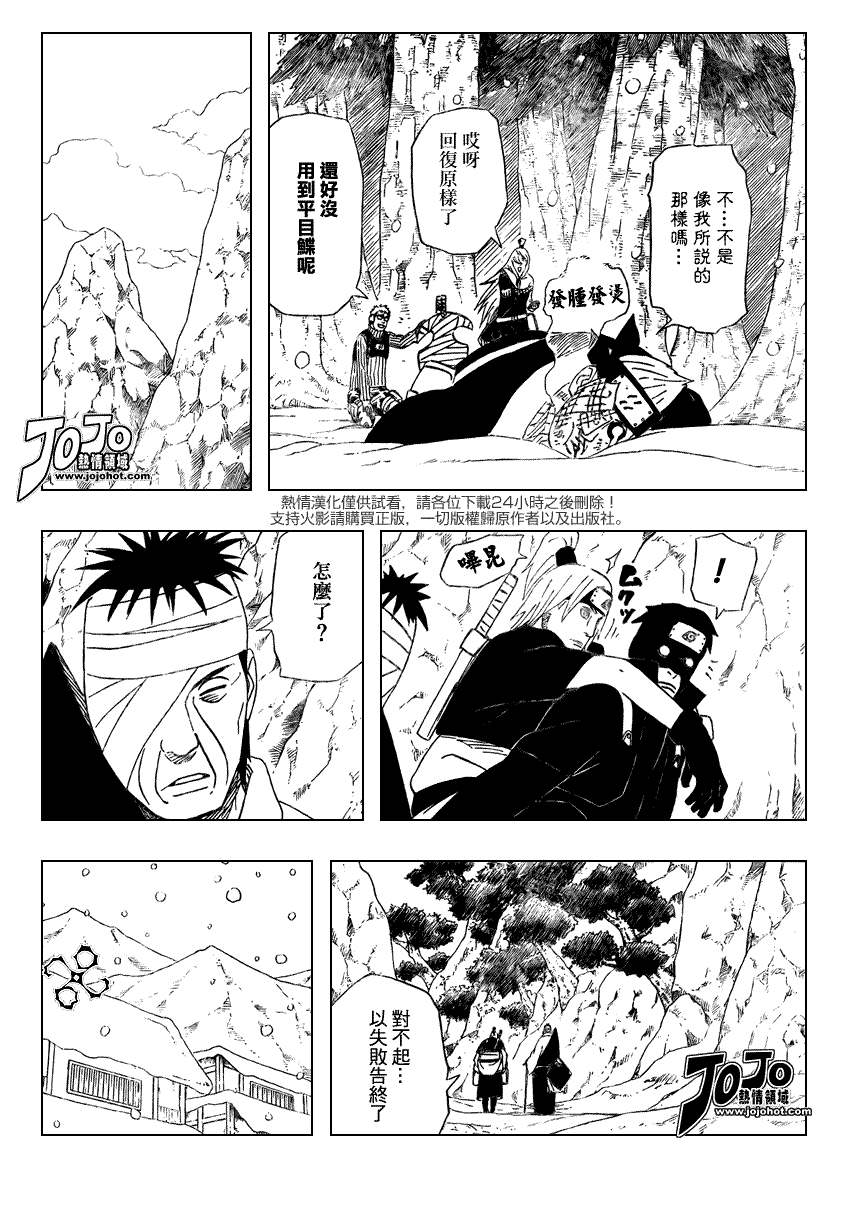 不…不是
像我所說的
那樣嗎…
發腫發燙
哎呀
回復原樣了
還好沒
用到平目鰈呢
JOJO
熱情領域
www.jojohot.com
熱情漢化僅供試看，請各位下載24小時之後刪除！
支持火影請購買正版，一切版權歸原作者以及出版社。
！
嗶昆
ムクッ
怎麼了？
對不起…
以失敗告終了
JOJO
熱情領域
www.jojohot.com